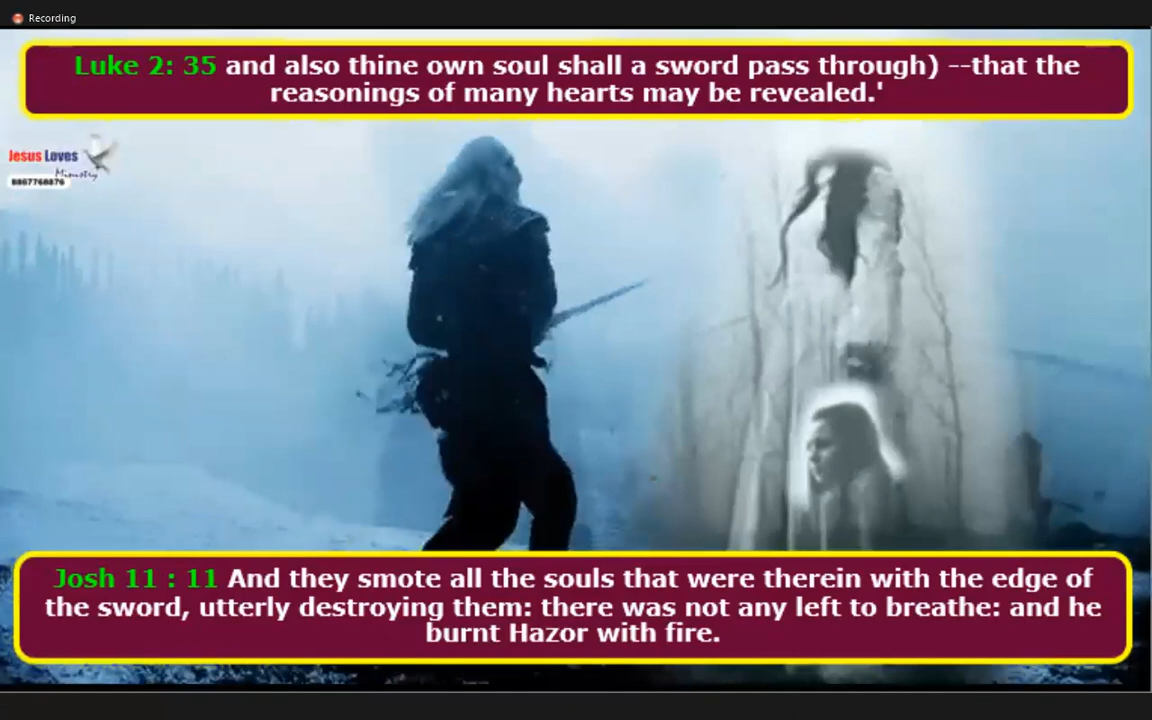 Recording
Luke 2: 35 and also thine own soul shall a sword pass through) --that the
reasonings of many hearts may be revealed.'
Jesus Loves
Ministry
8867768876
Josh 11 : 11 And they smote all the souls that were therein with the edge of
the sword, utterly destroying them: there was not any left to breathe: and he
burnt Hazor with fire.